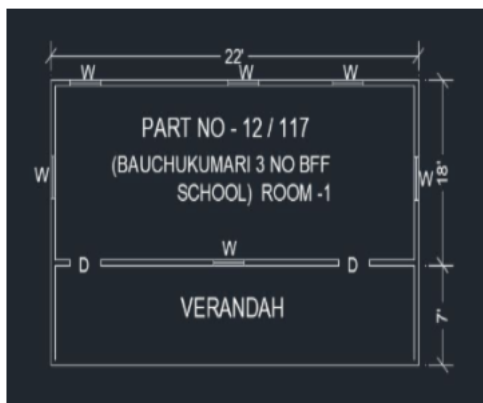 22'
W W W
PART NO - 12 / 117
(BAUCHUKUMARI 3 NO BFF
W W 18'
SCHOOL) ROOM -1
W
D D
VERANDAH
7'